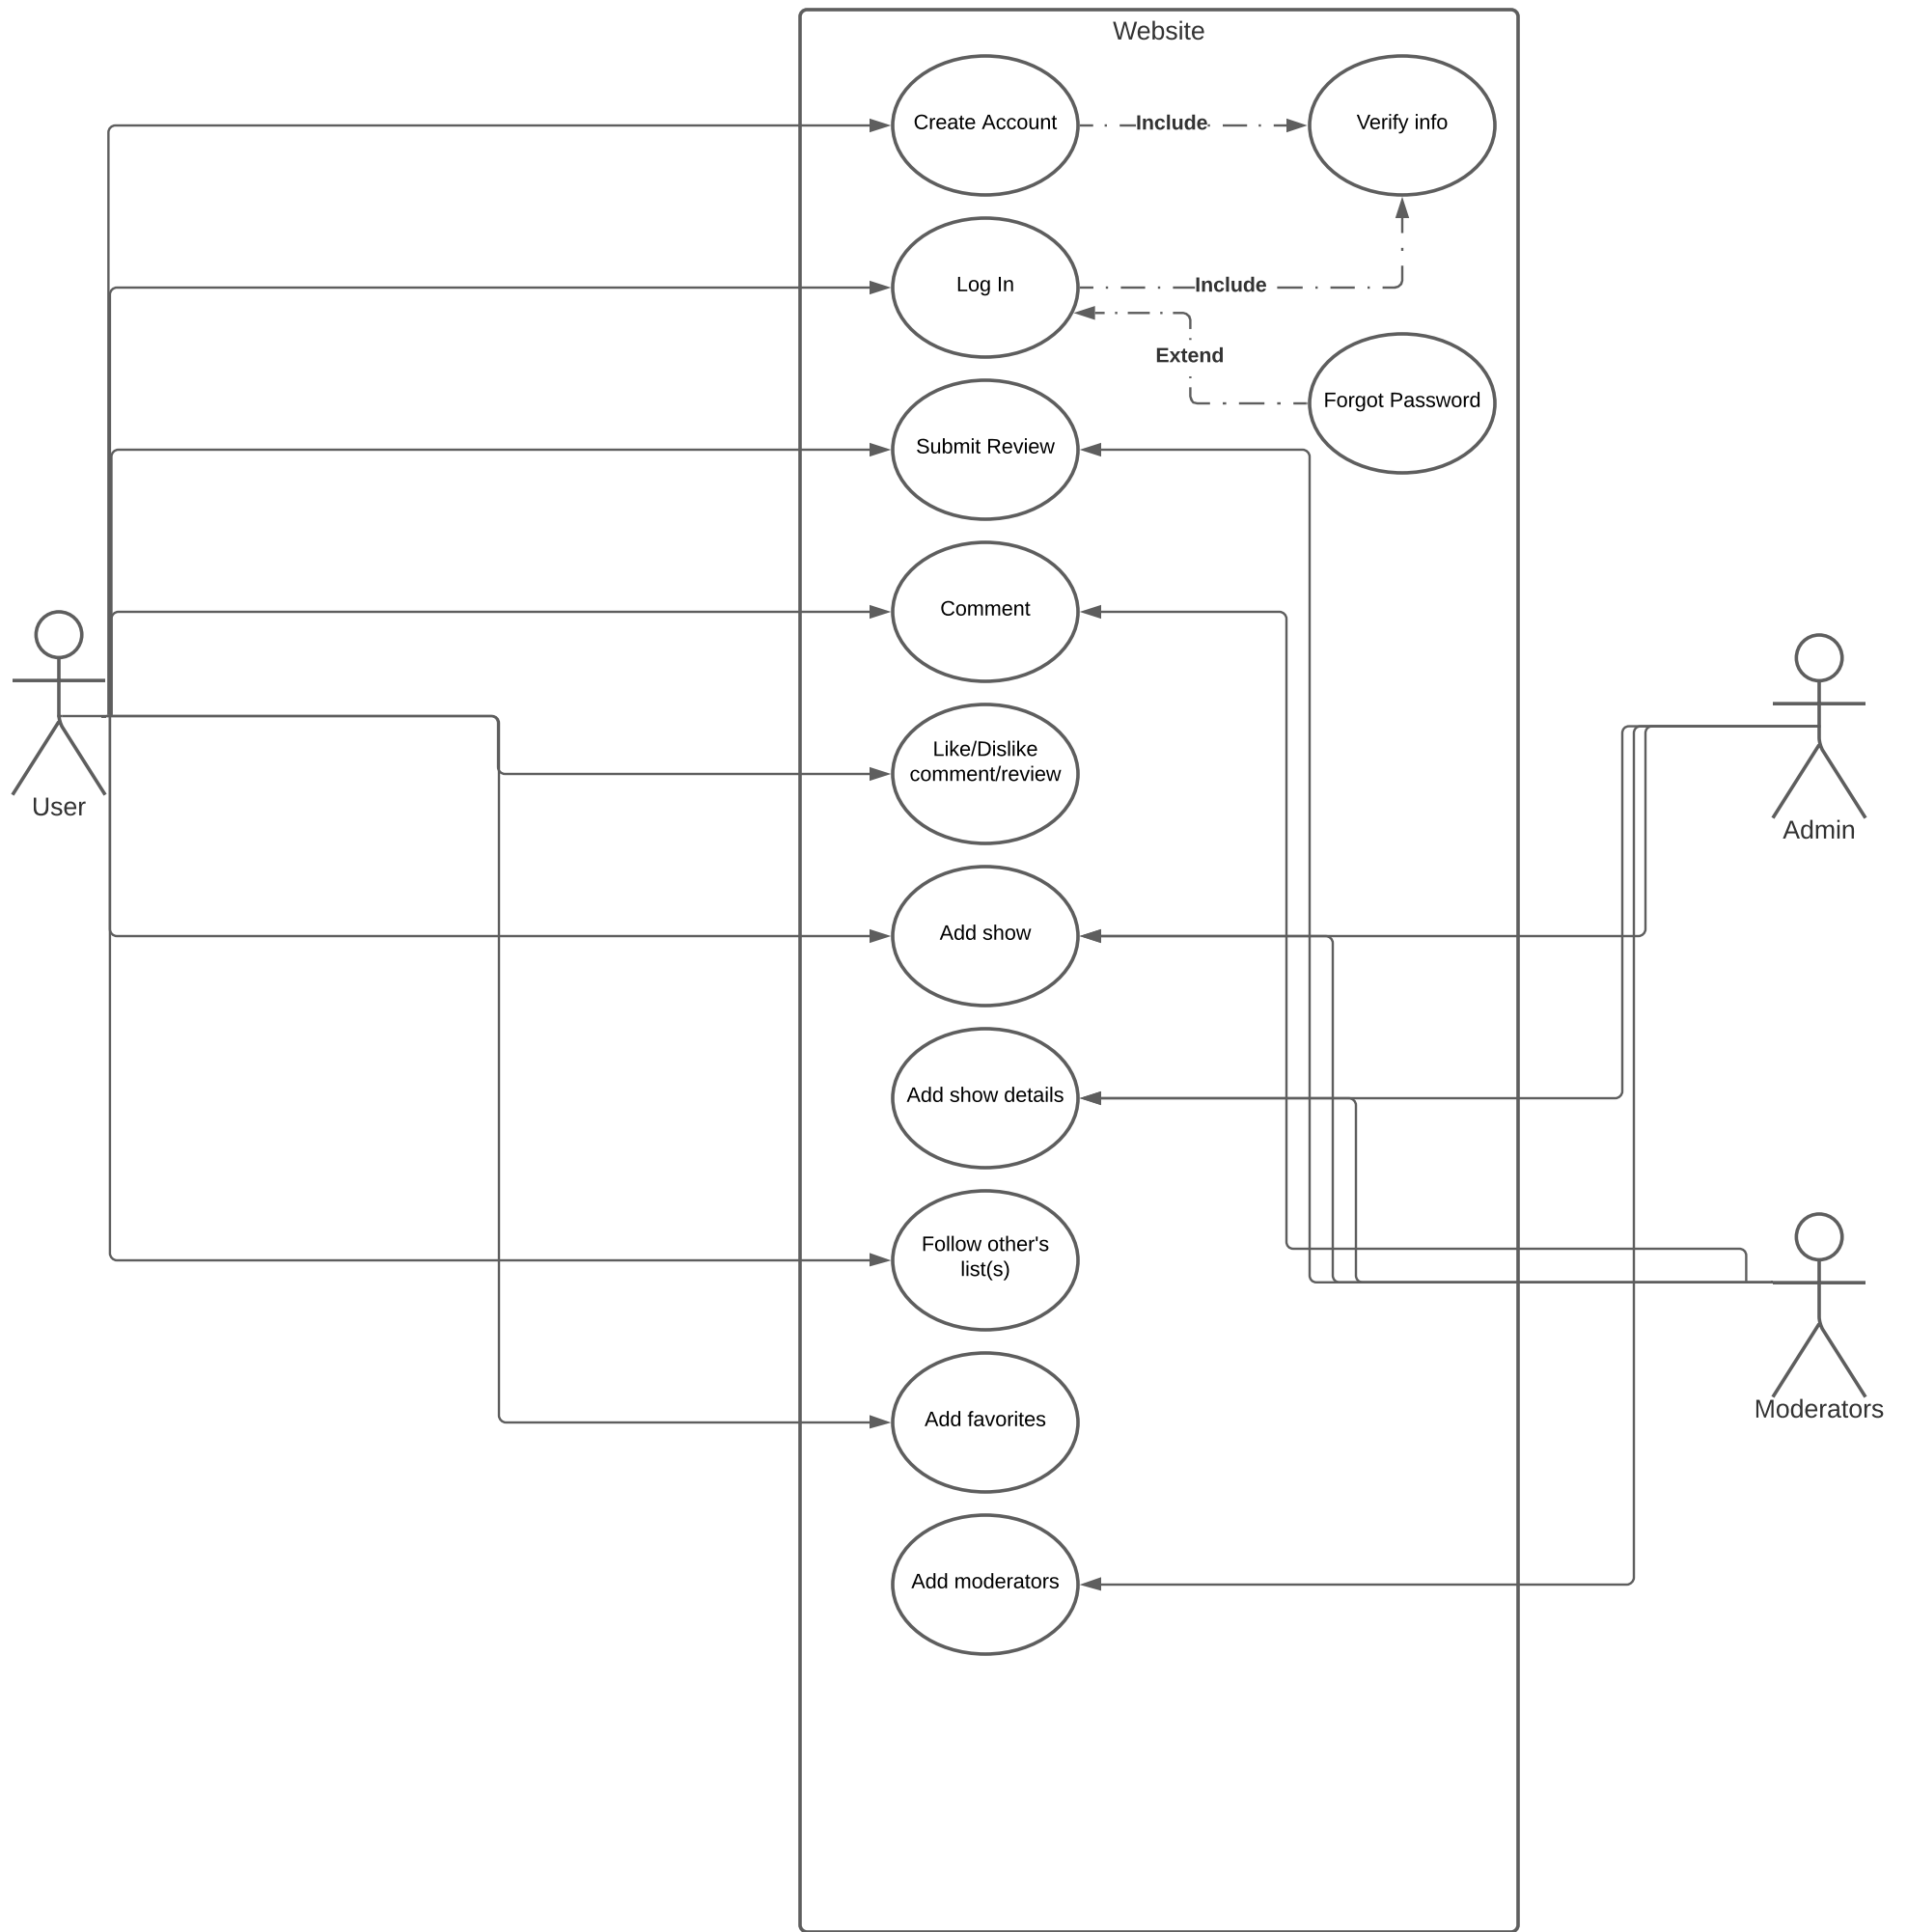 Website
Create Account
Include
Verify info
Log In
Include
Extend
Forgot Password
Submit Review
Comment
Like/Dislike
comment/review
User
Admin
Add show
Add show details
Follow other's
list(s)
Moderators
Add favorites
Add moderators